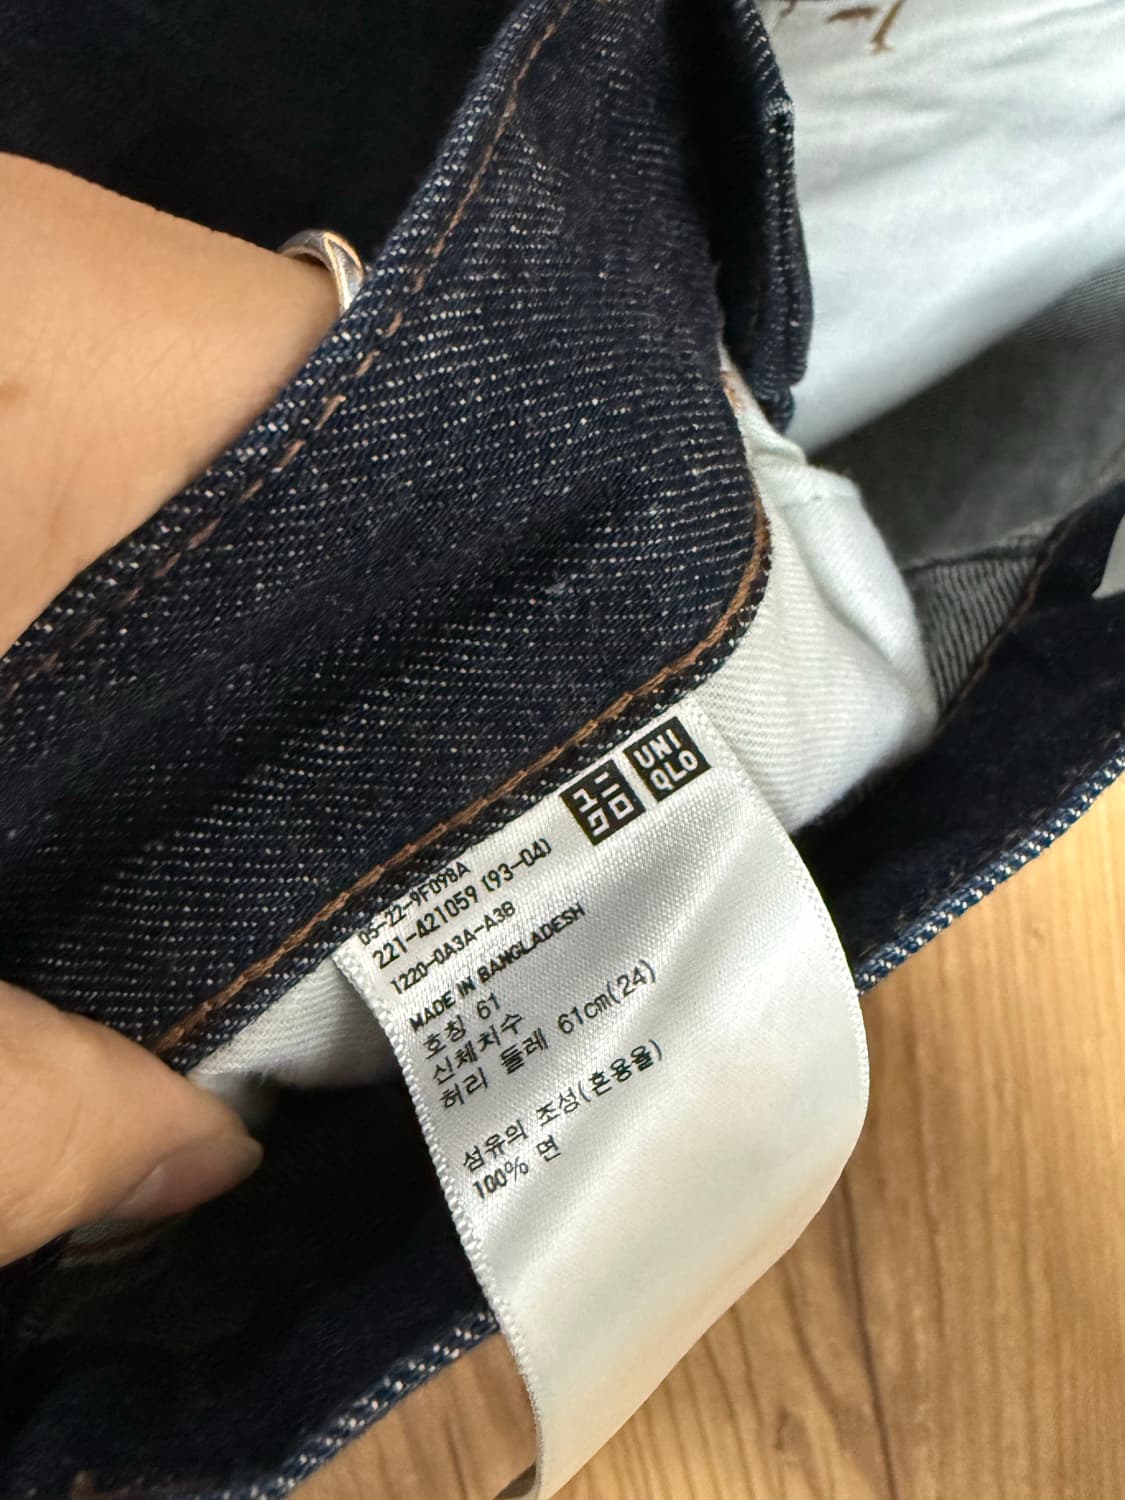 ユニ
クロ
UNI
QLO
05-22-9F098A
221-421059 (93-04)
1220-0A3A-A3B
MADE IN BANGLADESH
호칭 61
신체치수
허리 둘레 61cm(24)
섬유의 조성(혼용율)
100% 면